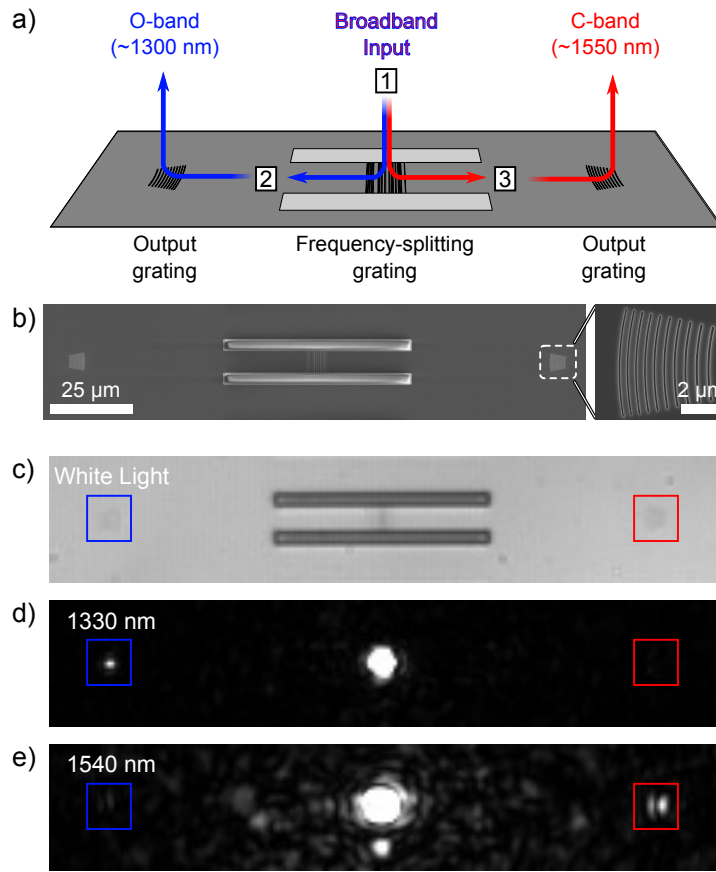 a)
O-band
(~1300 nm)
Broadband
Input
C-band
(~1550 nm)
1
2
3
Output
grating
Frequency-splitting
grating
Output
grating
b)
25 µm
2 µm
c)
White Light
d)
1330 nm
e)
1540 nm